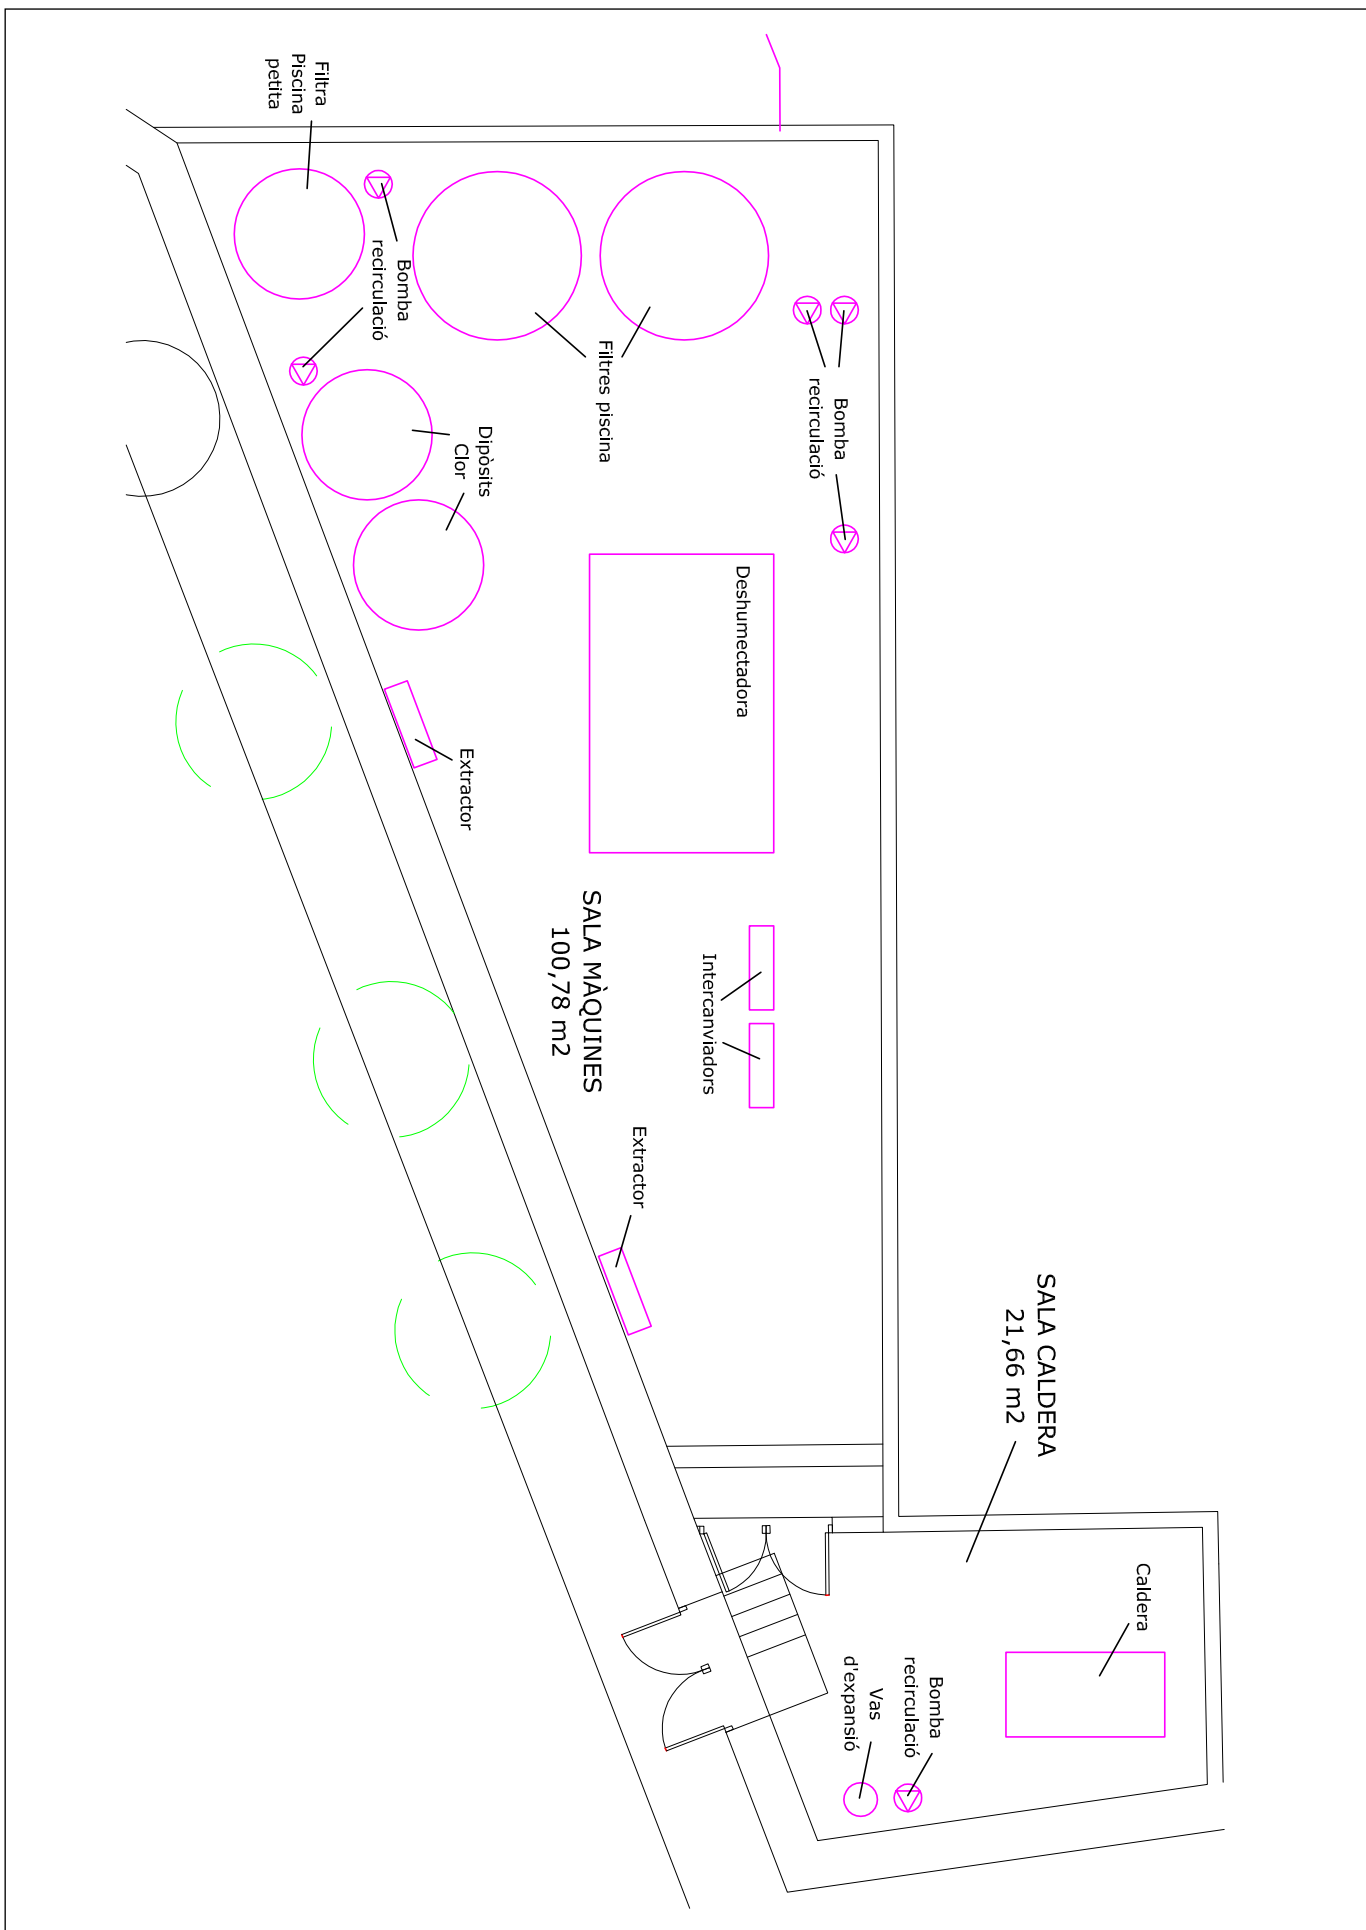 Filtra
Piscina
petita
Bomba
recirculació
Filtres piscina
Bomba
recirculació
Dipòsits
Clor
Deshumectadora
Extractor
SALA MÀQUINES
100,78 m2
Intercanviadors
Extractor
SALA CALDERA
21,66 m2
Caldera
Bomba
recirculació
Vas
d'expansió